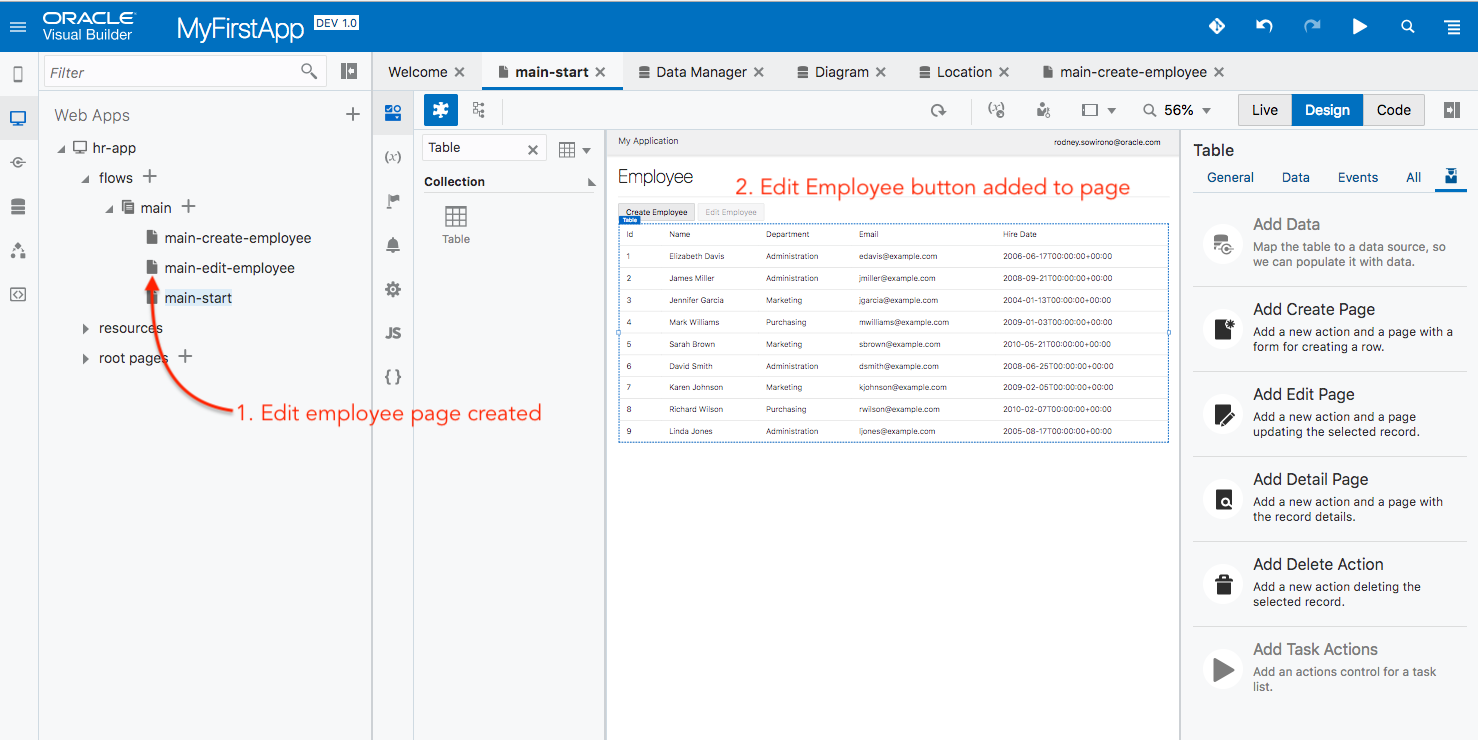 ORACLE
Visual Builder
MyFirstApp DEV 1.0
Filter
Welcome
main-start
Data Manager
Diagram
Location
main-create-employee
Web Apps
hr-app
flows
main
main-create-employee
main-edit-employee
main-start
resources
root pages
1. Edit employee page created
(x)
JS
{ }
56%
Live
Design
Code
Table
Collection
Table
My Application
rodney.sowirono@oracle.com
Employee
2. Edit Employee button added to page
Create Employee
Edit Employee
Table
Id Name Department Email Hire Date
1 Elizabeth Davis Administration edavis@example.com 2006-06-17T00:00:00+00:00
2 James Miller Administration jmiller@example.com 2008-09-21T00:00:00+00:00
3 Jennifer Garcia Marketing jgarcia@example.com 2004-01-13T00:00:00+00:00
4 Mark Williams Purchasing mwilliams@example.com 2009-01-03T00:00:00+00:00
5 Sarah Brown Marketing sbrown@example.com 2010-05-21T00:00:00+00:00
6 David Smith Administration dsmith@example.com 2008-06-25T00:00:00+00:00
7 Karen Johnson Marketing kjohnson@example.com 2009-02-05T00:00:00+00:00
8 Richard Wilson Purchasing rwilson@example.com 2010-02-07T00:00:00+00:00
9 Linda Jones Administration ljones@example.com 2005-08-17T00:00:00+00:00
Table
General
Data
Events
All
Add Data
Map the table to a data source, so
we can populate it with data.
Add Create Page
Add a new action and a page with a
form for creating a row.
Add Edit Page
Add a new action and a page
updating the selected record.
Add Detail Page
Add a new action and a page with
the record details.
Add Delete Action
Add a new action deleting the
selected record.
Add Task Actions
Add an actions control for a task
list.